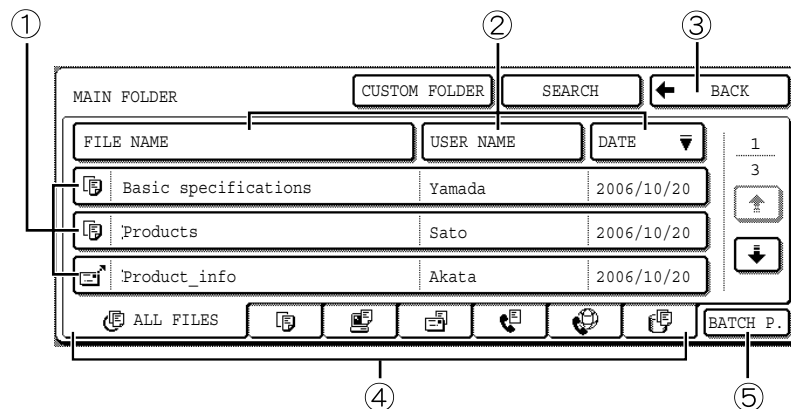 ① ② ③
MAIN FOLDER CUSTOM FOLDER SEARCH BACK
FILE NAME USER NAME DATE
1
3
Basic specifications Yamada 2006/10/20
Products Sato 2006/10/20
Product_info Akata 2006/10/20
ALL FILES BATCH P.
④ ⑤